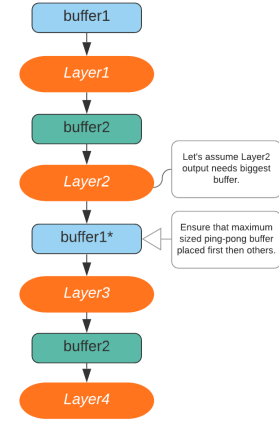 buffer1
Layer1
buffer2
Let's assume Layer2
output needs biggest
buffer.
Layer2
Ensure that maximum
sized ping-pong buffer
placed first then others.
buffer1*
Layer3
buffer2
Layer4